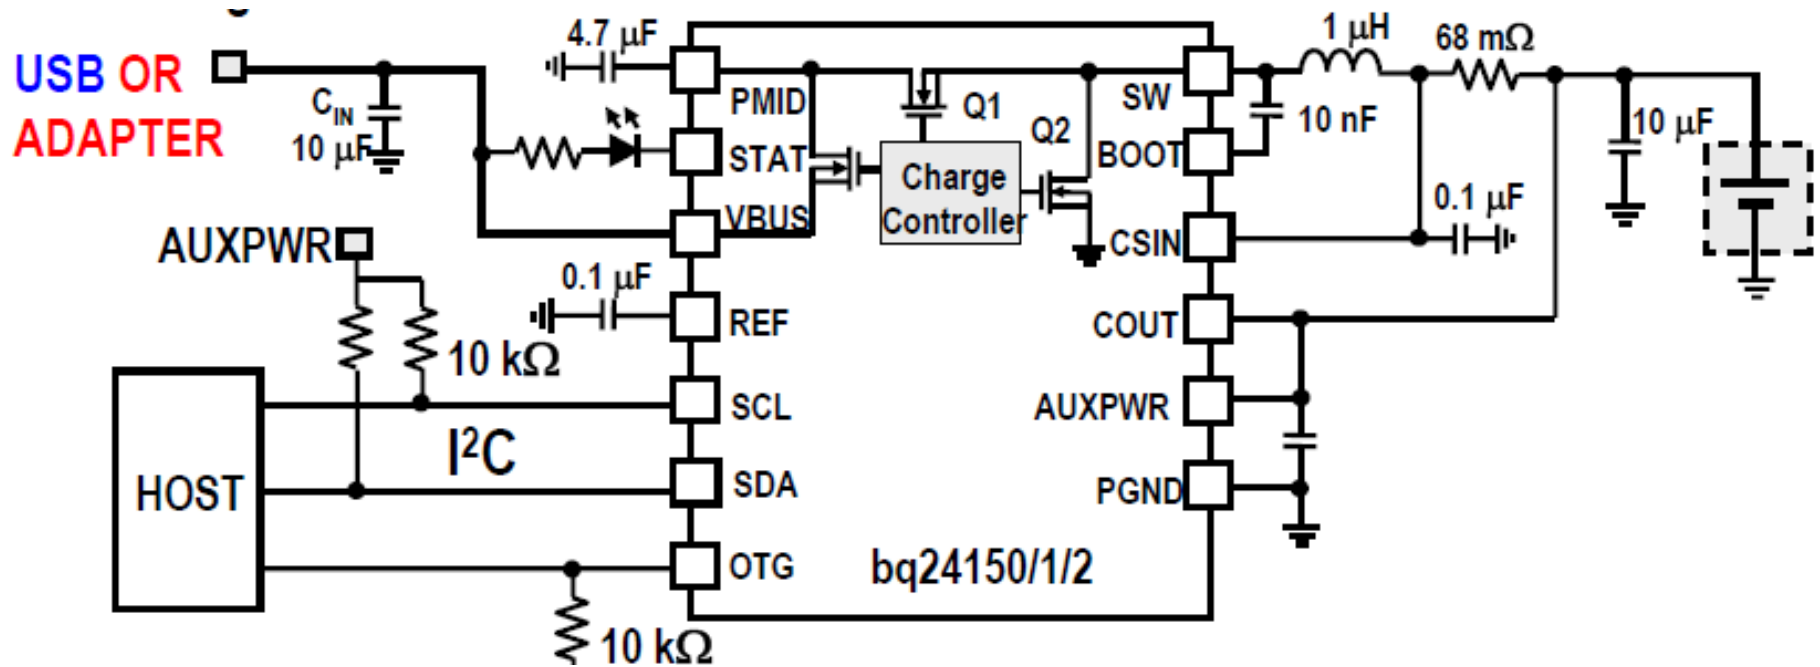 USB OR
ADAPTER
C_IN
10 µF
4.7 µF
PMID
STAT
VBUS
AUXPWR
0.1 µF
REF
10 kΩ
SCL
I²C
SDA
HOST
OTG
10 kΩ
Q1
Q2
Charge
Controller
bq24150/1/2
SW
BOOT
CSIN
COUT
AUXPWR
PGND
1 µH
68 mΩ
10 nF
10 µF
0.1 µF